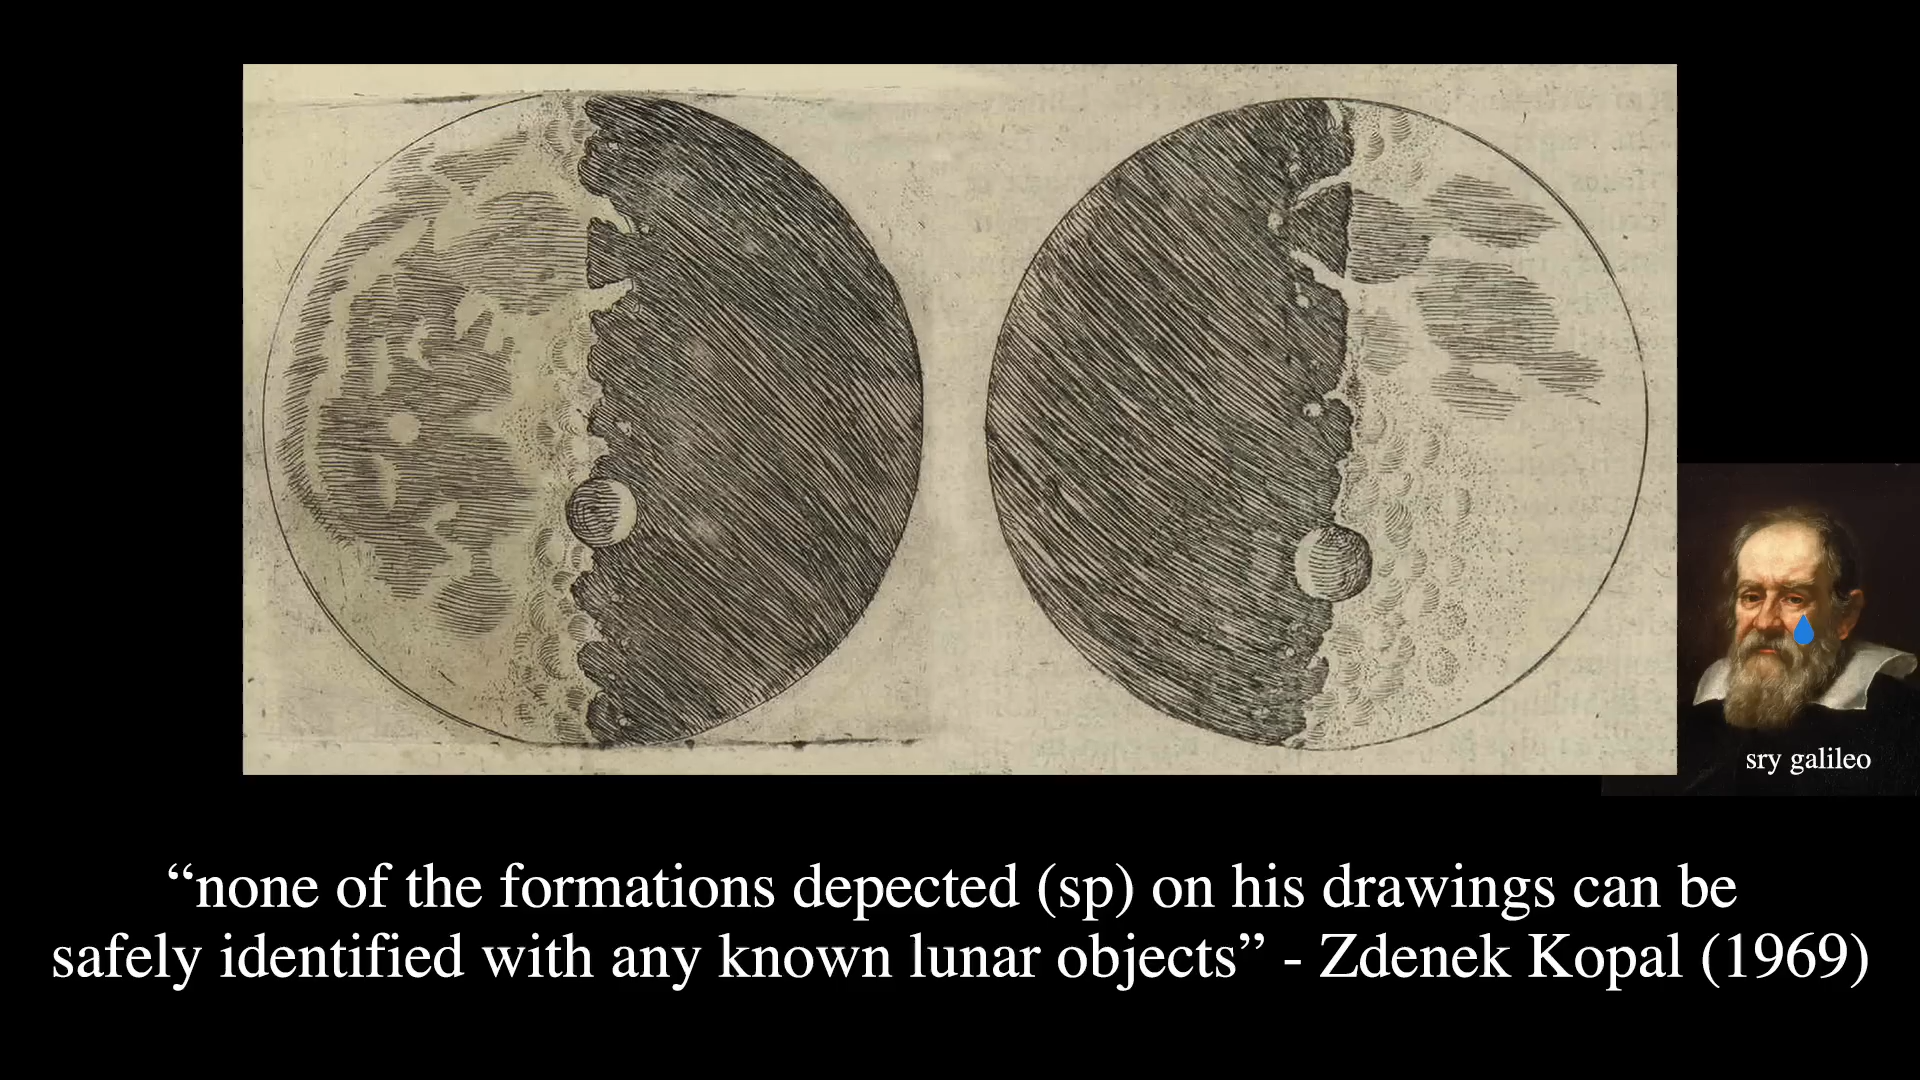 sry galileo
“none of the formations depected (sp) on his drawings can be
safely identified with any known lunar objects” - Zdenek Kopal (1969)